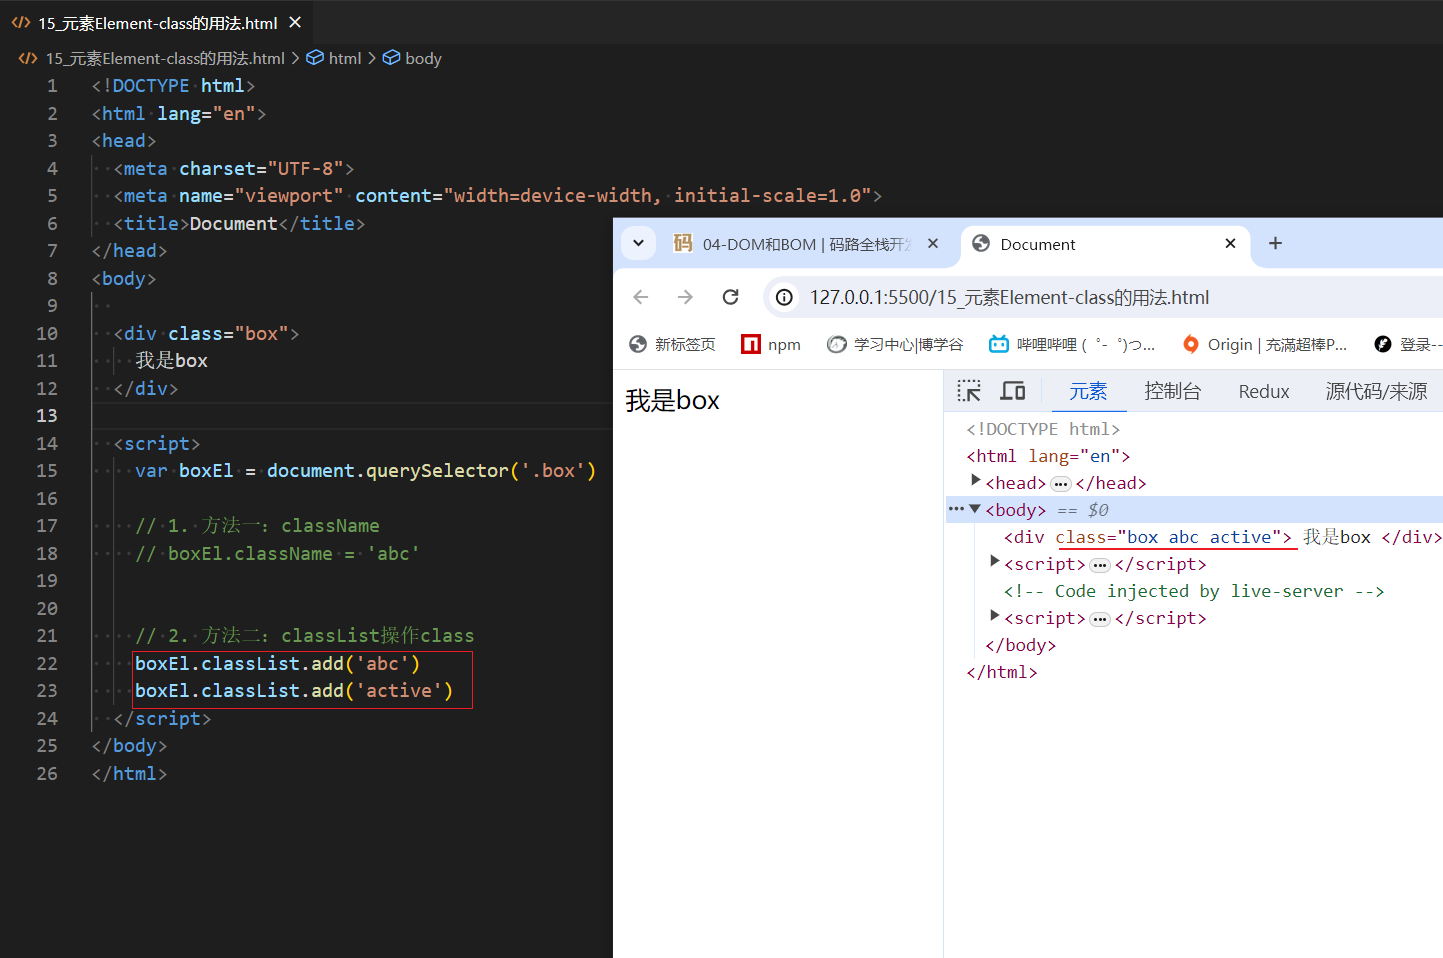 15_元素Element-class的用法.html
15_元素Element-class的用法.html > html > body
1 <!DOCTYPE html>
2 <html lang="en">
3 <head>
4 <meta charset="UTF-8">
5 <meta name="viewport" content="width=device-width, initial-scale=1.0">
6 <title>Document</title>
7 </head>
8 <body>
9
10 <div class="box">
11 我是box
12 </div>
13
14 <script>
15 var boxEl = document.querySelector('.box')
16
17 // 1. 方法一: className
18 // boxEl.className = 'abc'
19
20
21 // 2. 方法二: classList操作class
22 boxEl.classList.add('abc')
23 boxEl.classList.add('active')
24 </script>
25 </body>
26 </html>
码 04-DOM和BOM | 码路全栈开发
Document
127.0.0.1:5500/15_元素Element-class的用法.html
新标签页 npm 学习中心|博学谷 哔哩哔哩 ( ゜- ゜)つ... Origin | 充满超棒P... 登录--
我是box
元素 控制台 Redux 源代码/来源
<!DOCTYPE html>
<html lang="en">
<head> ••• </head>
••• <body> == $0
<div class="box abc active"> 我是box </div>
<script> ••• </script>
<!-- Code injected by live-server -->
<script> ••• </script>
</body>
</html>